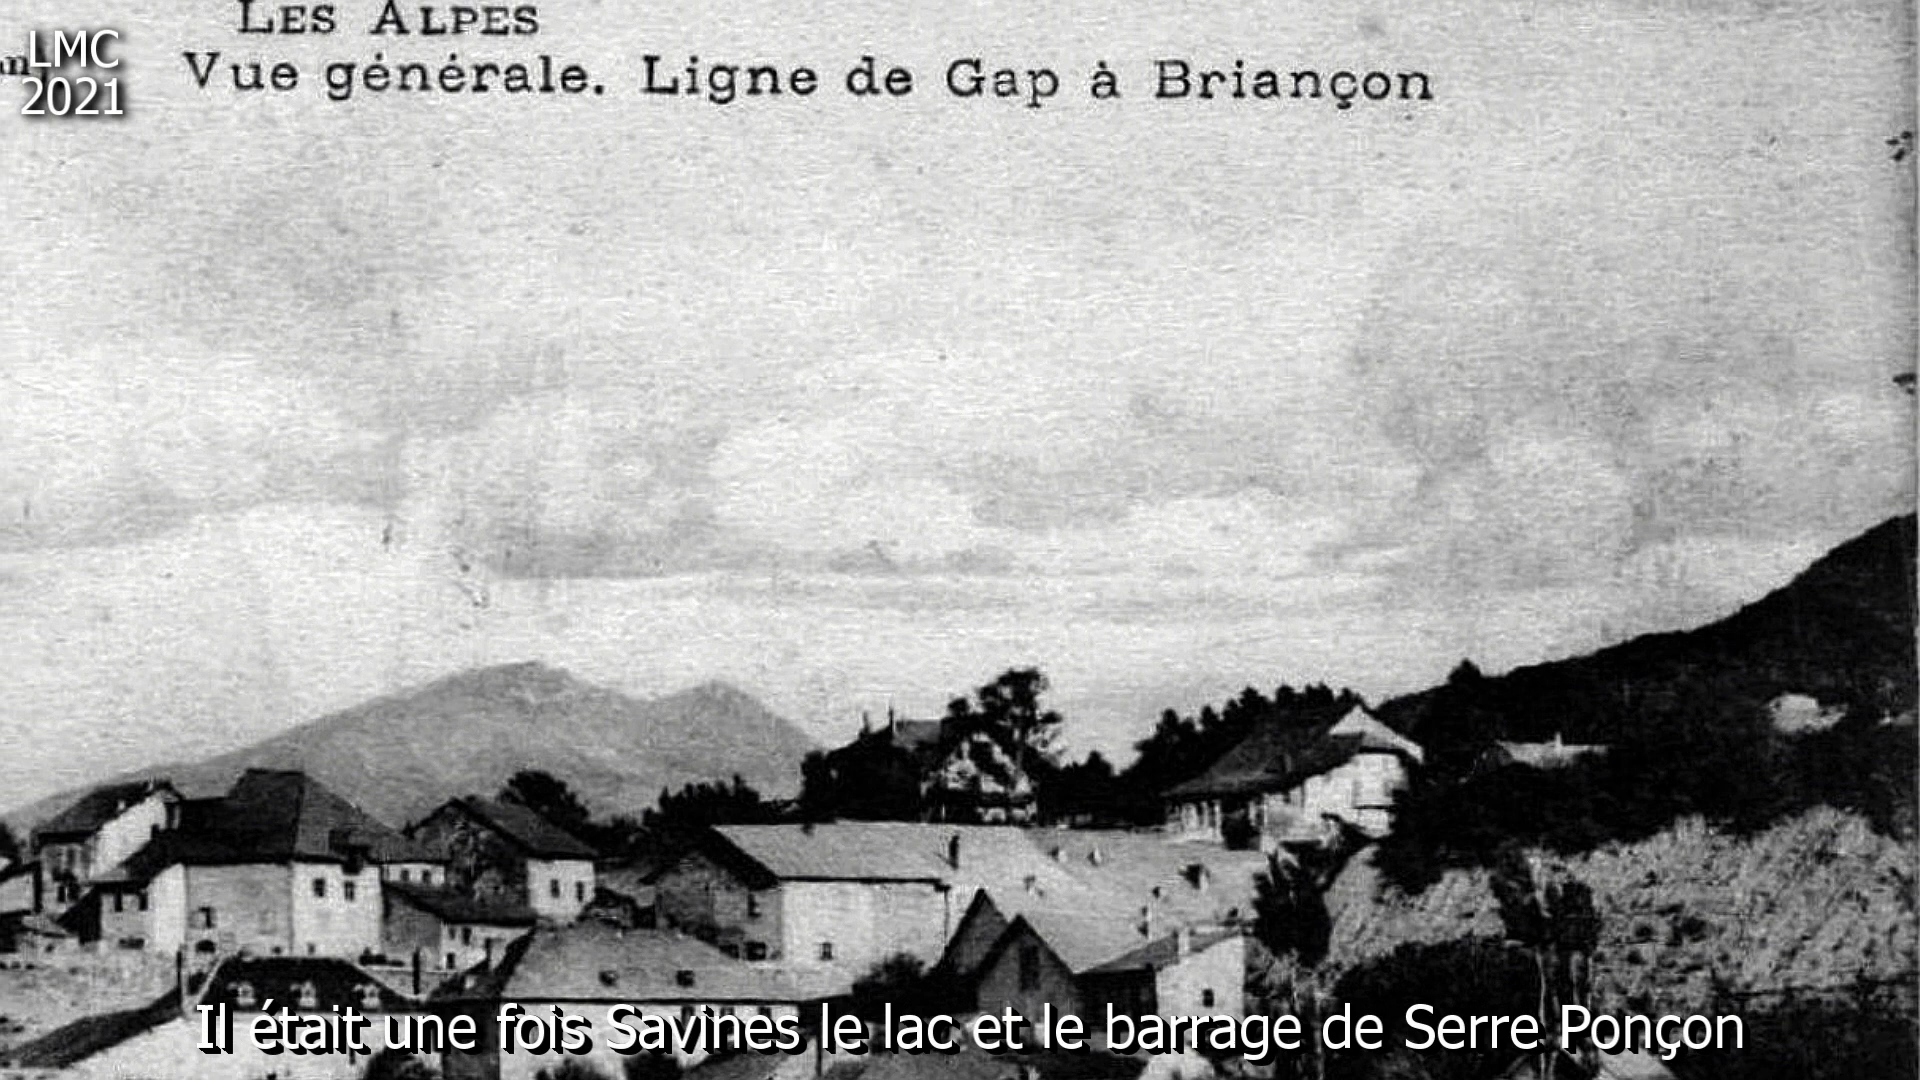 LES ALPES
LMC
2021
Vue générale. Ligne de Gap à Briançon
Il était une fois Savines le lac et le barrage de Serre Ponçon